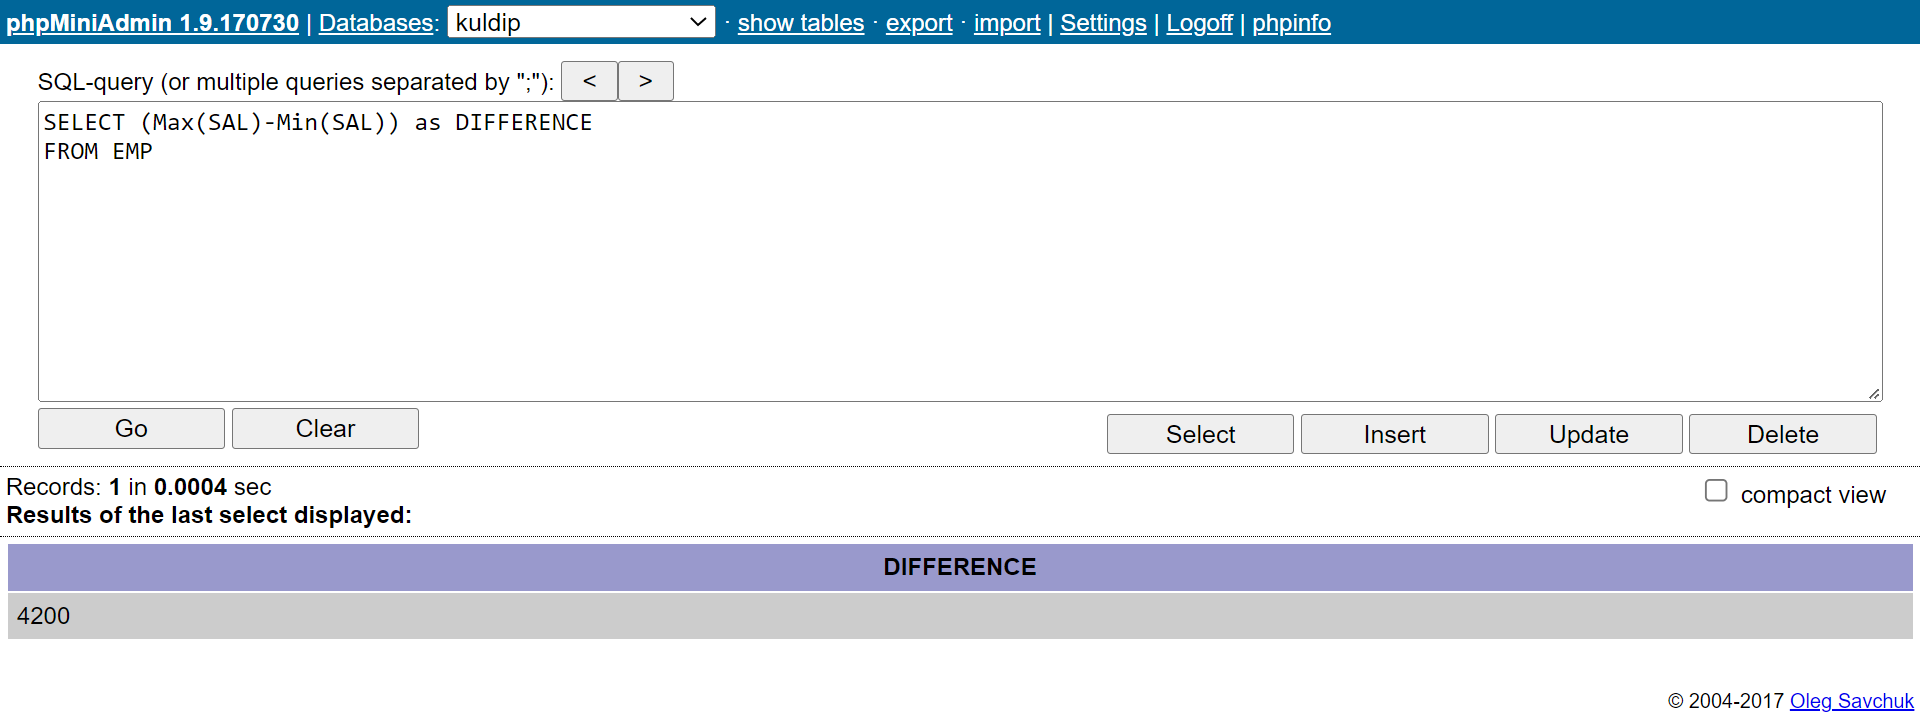 phpMiniAdmin 1.9.170730 | Databases: kuldip · show tables · export · import | Settings | Logoff | phpinfo
SQL-query (or multiple queries separated by ";"): < >
SELECT (Max(SAL)-Min(SAL)) as DIFFERENCE
FROM EMP
Go Clear Select Insert Update Delete
Records: 1 in 0.0004 sec
compact view
Results of the last select displayed:
DIFFERENCE
4200
© 2004-2017 Oleg Savchuk